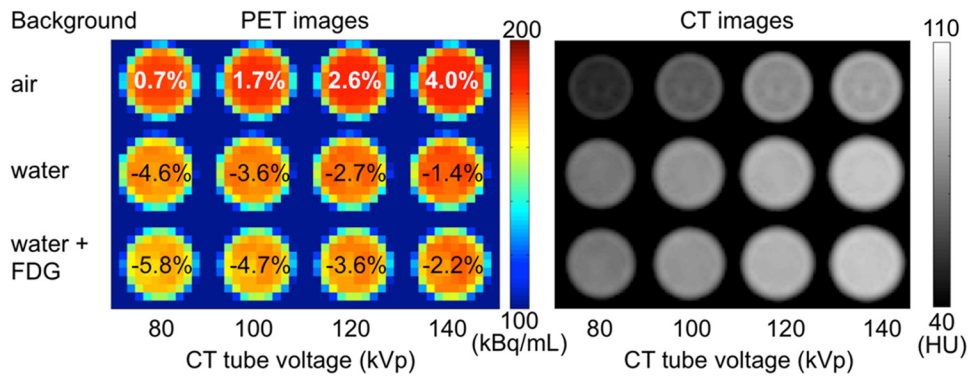 Background PET images CT images
200 110
air 0.7% 1.7% 2.6% 4.0%
water -4.6% -3.6% -2.7% -1.4%
water +
FDG -5.8% -4.7% -3.6% -2.2%
100 40
80 100 120 140 (kBq/mL) 80 100 120 140 (HU)
CT tube voltage (kVp) CT tube voltage (kVp)